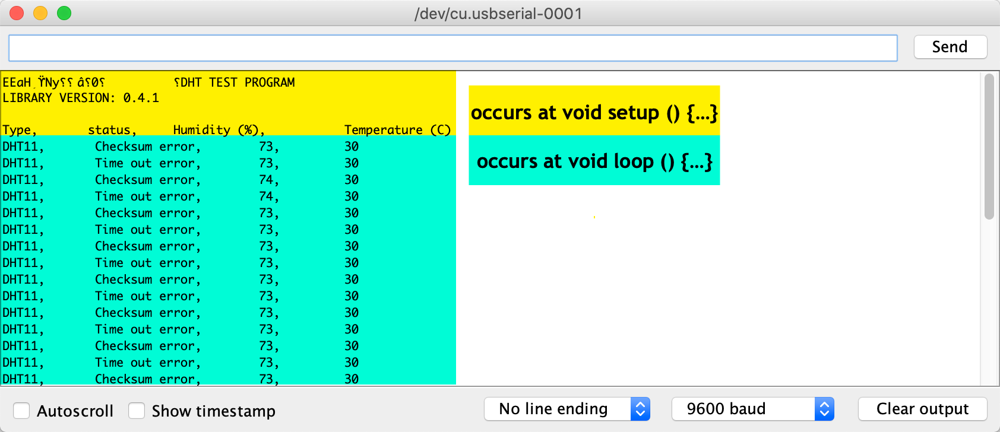 /dev/cu.usbserial-0001
Send
DHT TEST PROGRAM
LIBRARY VERSION: 0.4.1
Type, status, Humidity (%), Temperature (C)
DHT11, Checksum error, 73, 30
DHT11, Time out error, 73, 30
DHT11, Checksum error, 74, 30
DHT11, Time out error, 74, 30
DHT11, Checksum error, 73, 30
DHT11, Time out error, 73, 30
DHT11, Checksum error, 73, 30
DHT11, Time out error, 73, 30
DHT11, Checksum error, 73, 30
DHT11, Time out error, 73, 30
DHT11, Checksum error, 73, 30
DHT11, Time out error, 73, 30
DHT11, Checksum error, 73, 30
DHT11, Time out error, 73, 30
DHT11, Checksum error, 73, 30
occurs at void setup () {...}
occurs at void loop () {...}
Autoscroll
Show timestamp
No line ending
9600 baud
Clear output